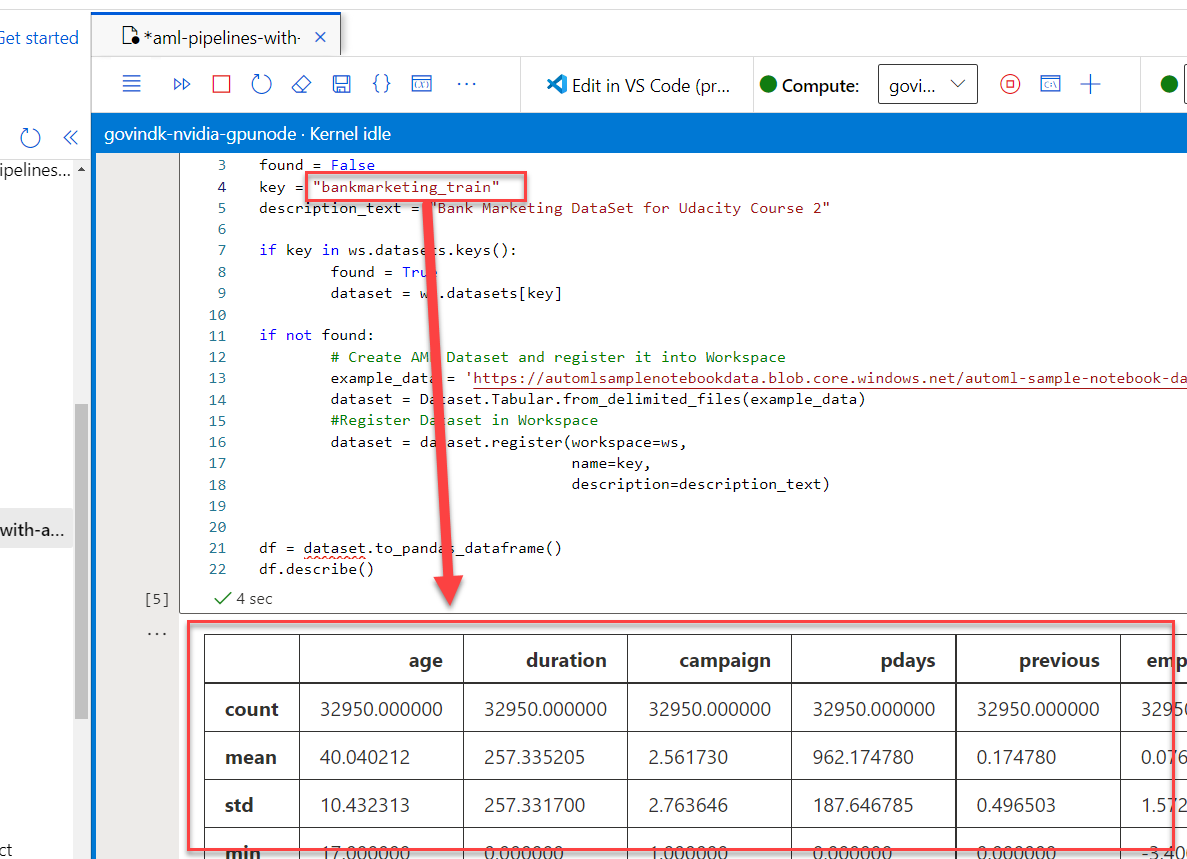 Get started
*aml-pipelines-with-
Edit in VS Code (pr...
Compute:
govi...
govindk-nvidia-gpunode · Kernel idle
ipelines...
with-a...
ct
3 found = False
4 key = "bankmarketing_train"
5 description_text = "Bank Marketing DataSet for Udacity Course 2"
6
7 if key in ws.datasets.keys():
8 found = True
9 dataset = ws.datasets[key]
10
11 if not found:
12 # Create AML Dataset and register it into Workspace
13 example_data = 'https://automlsamplenotebookdata.blob.core.windows.net/automl-sample-notebook-da
14 dataset = Dataset.Tabular.from_delimited_files(example_data)
15 #Register Dataset in Workspace
16 dataset = dataset.register(workspace=ws,
17 name=key,
18 description=description_text)
19
20
21 df = dataset.to_pandas_dataframe()
22 df.describe()
[5] 4 sec
age duration campaign pdays previous emp
count 32950.000000 32950.000000 32950.000000 32950.000000 32950.000000 3295
mean 40.040212 257.335205 2.561730 962.174780 0.174780 0.076
std 10.432313 257.331700 2.763646 187.646785 0.496503 1.572
min 17.000000 0.000000 1.000000 0.000000 0.000000 -3.400